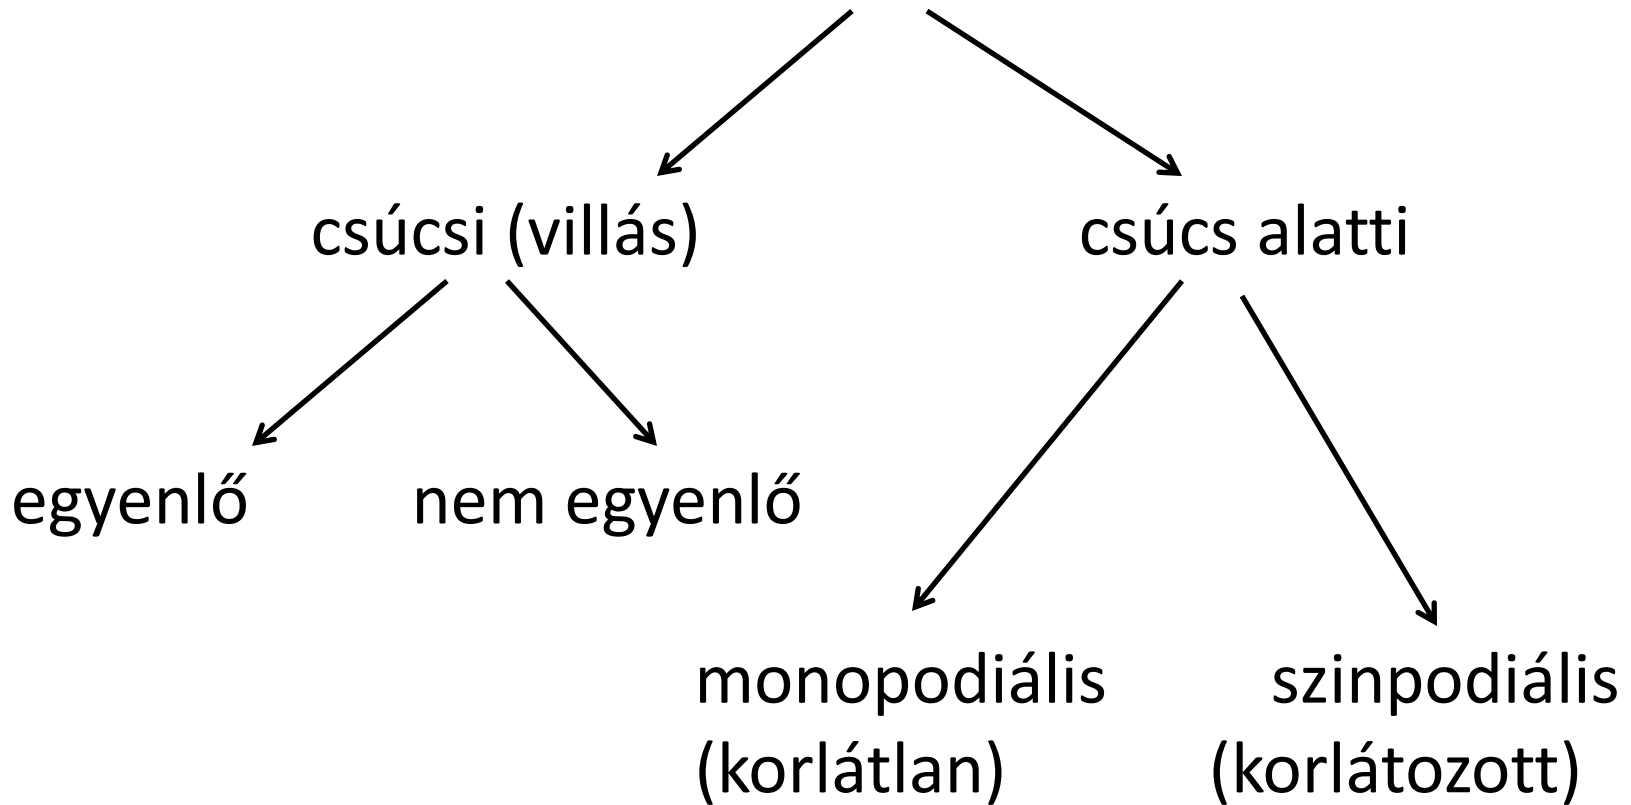 csúcsi (villás)
csúcs alatti
egyenlő
nem egyenlő
monopodiális
(korlátlan)
szinpodiális
(korlátozott)